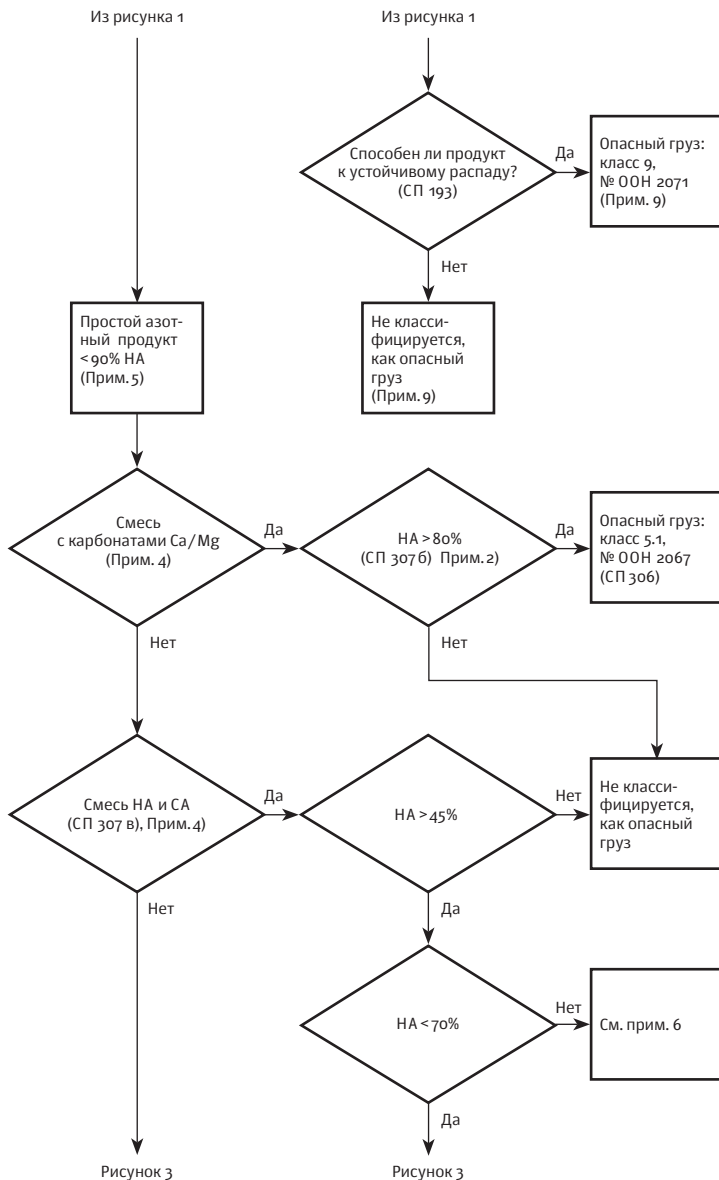 Из рисунка 1
Из рисунка 1
Способен ли продукт
к устойчивому распаду?
(СП 193)
Да
Опасный груз:
класс 9,
№ ООН 2071
(Прим. 9)
Нет
Простой азот-
ный продукт
<90% НА
(Прим. 5)
Не класси-
фицируется,
как опасный
груз
(Прим. 9)
Смесь
с карбонатами Ca/Mg
(Прим. 4)
Да
НА >80%
(СП 307б) Прим. 2)
Да
Опасный груз:
класс 5.1,
№ ООН 2067
(СП 306)
Нет
Нет
Смесь НА и СА
(СП 307 в), Прим. 4)
Да
НА >45%
Нет
Не класси-
фицируется,
как опасный
груз
Нет
Да
НА <70%
Нет
См. прим. 6
Да
Рисунок 3
Рисунок 3